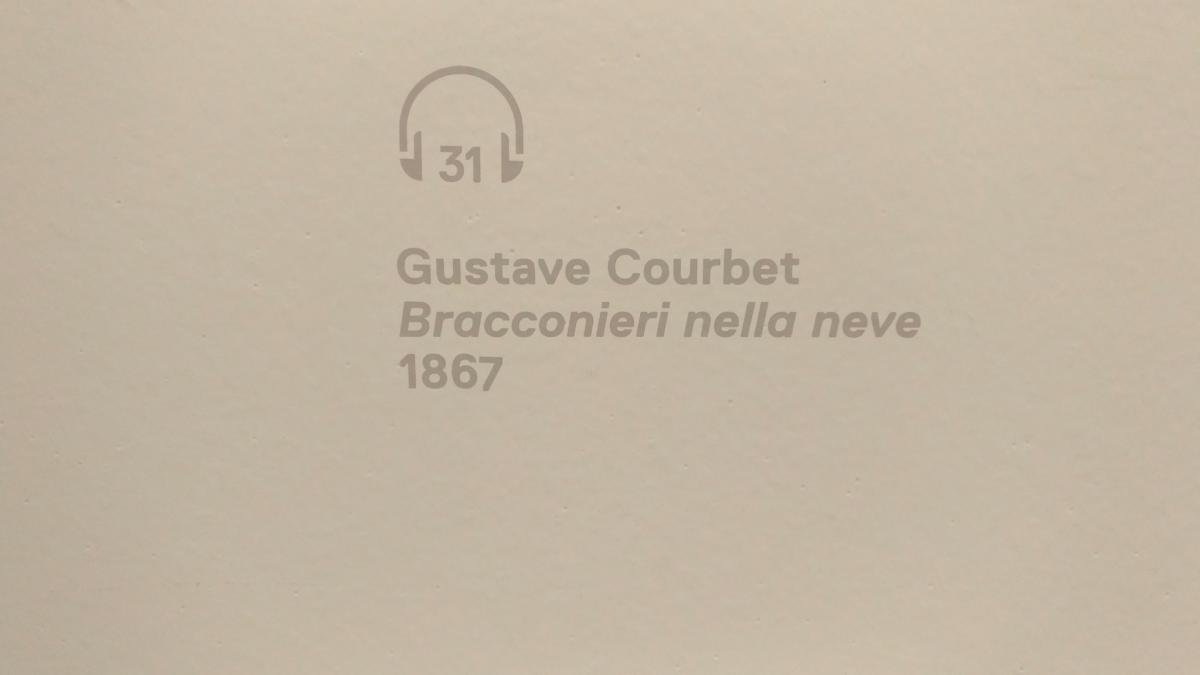 31
Gustave Courbet
Bracconieri nella neve
1867